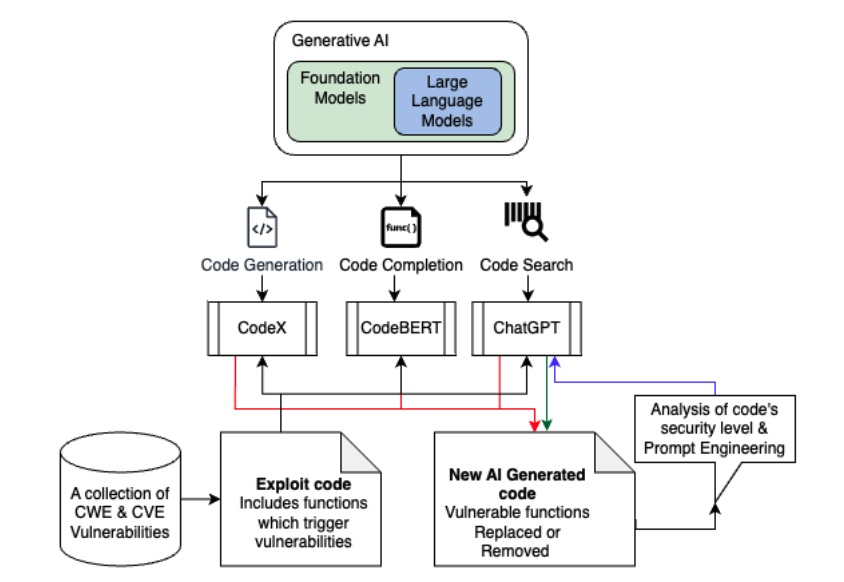 Generative AI
Foundation
Models
Large
Language
Models
</>
func()
Code Generation
Code Completion
Code Search
CodeX
CodeBERT
ChatGPT
Analysis of code's
security level &
Prompt Engineering
A collection of
CWE & CVE
Vulnerabilities
Exploit code
Includes functions
which trigger
vulnerabilities
New AI Generated
code
Vulnerable functions
Replaced or
Removed